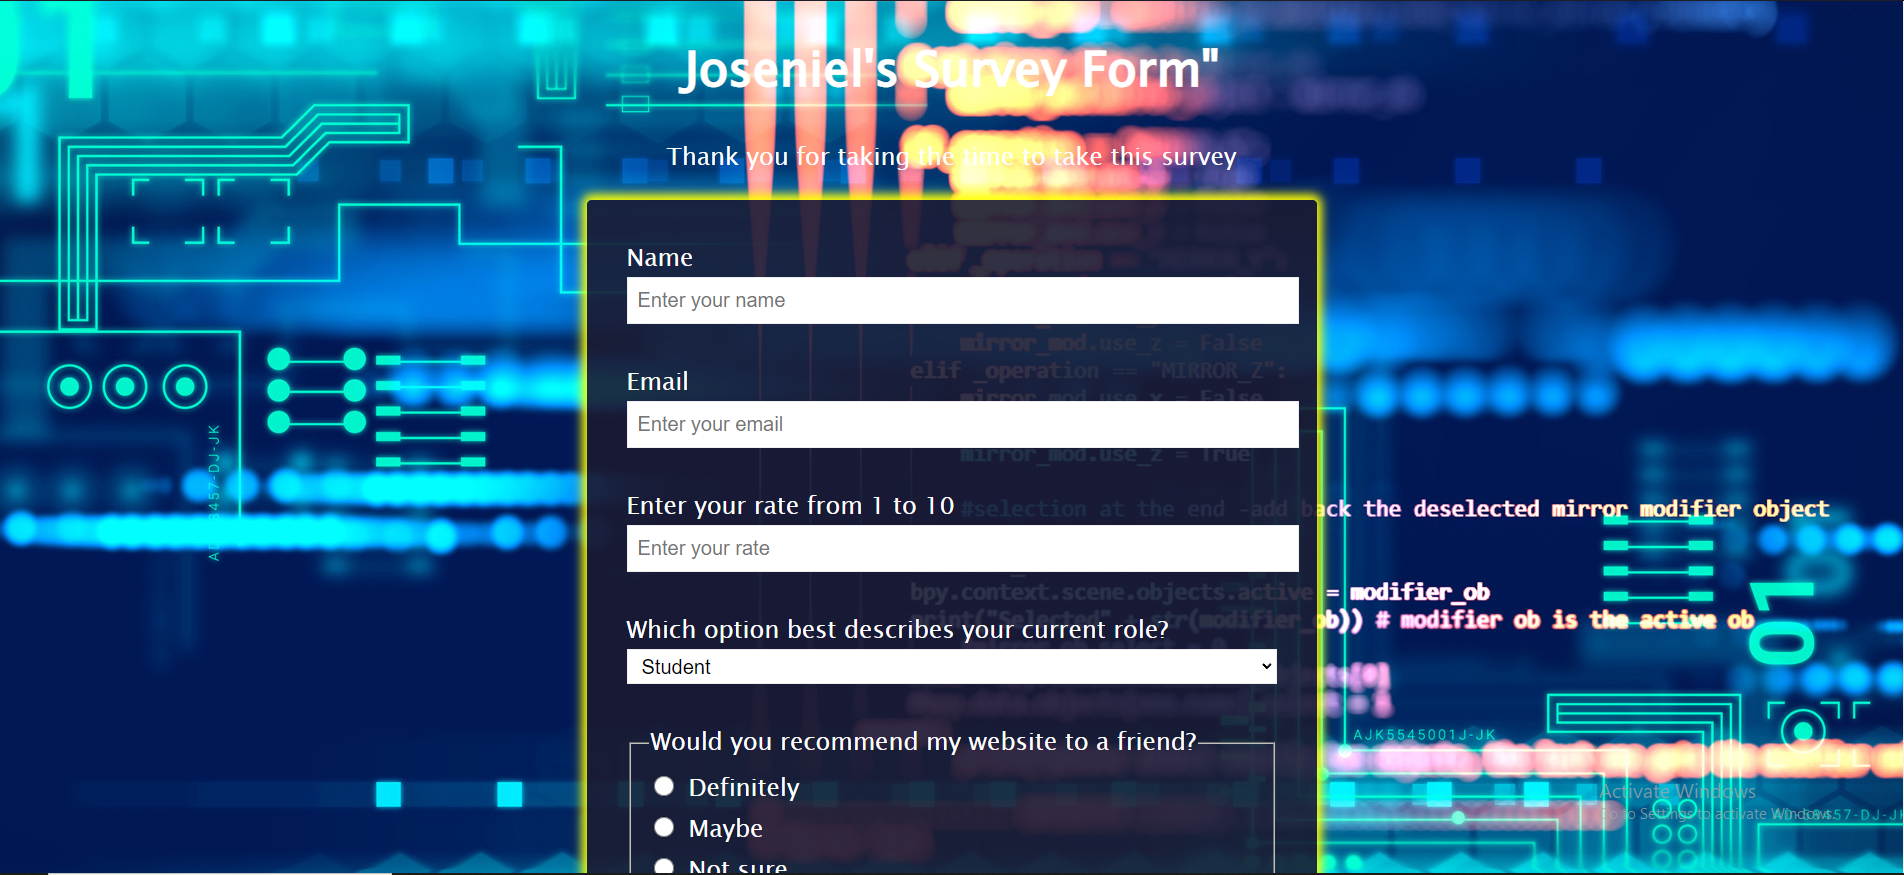 01
Joseniel's Survey Form"
Thank you for taking the time to take this survey
Name
Enter your name
mirror_mod.use_z = False
elif _operation == "MIRROR_Z":
mirror_mod.use_x = False
Email
Enter your email
mirror_mod.use_z = True
Enter your rate from 1 to 10
#selection at the end -add back the deselected mirror modifier object
Enter your rate
bpy.context.scene.objects.active = modifier_ob
print("Selected" + str(modifier_ob)) # modifier ob is the active ob
01
Which option best describes your current role?
Student
AJK5545001J-JK
Would you recommend my website to a friend?
Definitely
Maybe
Not sure
Activate Windows
Go to Settings to activate Windows.